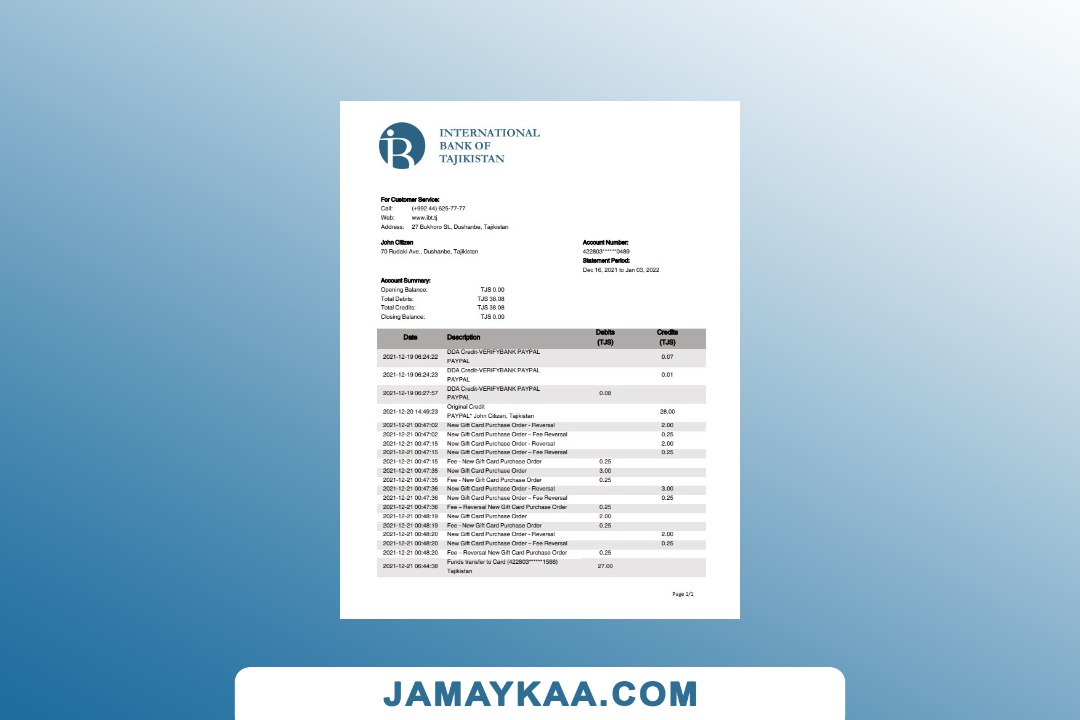 INTERNATIONAL
BANK OF
TAJIKISTAN
For Customer Service:
Call: (+992 44) 625-77-77
Web: www.ibt.tj
Address: 27 Bukhoro St., Dushanbe, Tajikistan
John Citizen
70 Rudaki Ave., Dushanbe, Tajikistan
Account Number:
422803******0489
Statement Period:
Dec 16, 2021 to Jan 03, 2022
Account Summary:
Opening Balance: TJS 0.00
Total Debits: TJS 38.08
Total Credits: TJS 38.08
Closing Balance: TJS 0.00
Date Description Debits (TJS) Credits (TJS)
2021-12-19 06:24:22 DDA Credit-VERIFYBANK PAYPAL 0.07
PAYPAL
2021-12-19 06:24:23 DDA Credit-VERIFYBANK PAYPAL 0.01
PAYPAL
2021-12-19 06:27:57 DDA Credit-VERIFYBANK PAYPAL 0.08
PAYPAL
2021-12-20 14:49:23 Original Credit 28.00
PAYPAL* John Citizen, Tajikistan
2021-12-21 00:47:02 New Gift Card Purchase Order - Reversal 2.00
2021-12-21 00:47:02 New Gift Card Purchase Order – Fee Reversal 0.25
2021-12-21 00:47:15 New Gift Card Purchase Order - Reversal 2.00
2021-12-21 00:47:15 New Gift Card Purchase Order – Fee Reversal 0.25
2021-12-21 00:47:15 Fee - New Gift Card Purchase Order 0.25
2021-12-21 00:47:35 New Gift Card Purchase Order 3.00
2021-12-21 00:47:35 Fee - New Gift Card Purchase Order 0.25
2021-12-21 00:47:36 New Gift Card Purchase Order - Reversal 3.00
2021-12-21 00:47:36 New Gift Card Purchase Order – Fee Reversal 0.25
2021-12-21 00:47:36 Fee – Reversal New Gift Card Purchase Order 0.25
2021-12-21 00:48:19 New Gift Card Purchase Order 2.00
2021-12-21 00:48:19 Fee - New Gift Card Purchase Order 0.25
2021-12-21 00:48:20 New Gift Card Purchase Order - Reversal 2.00
2021-12-21 00:48:20 New Gift Card Purchase Order – Fee Reversal 0.25
2021-12-21 00:48:20 Fee – Reversal New Gift Card Purchase Order 0.25
2021-12-21 06:44:38 Funds transfer to Card (422803******1568) 27.00
Tajikistan
Page 1/1
JAMAYKAA.COM